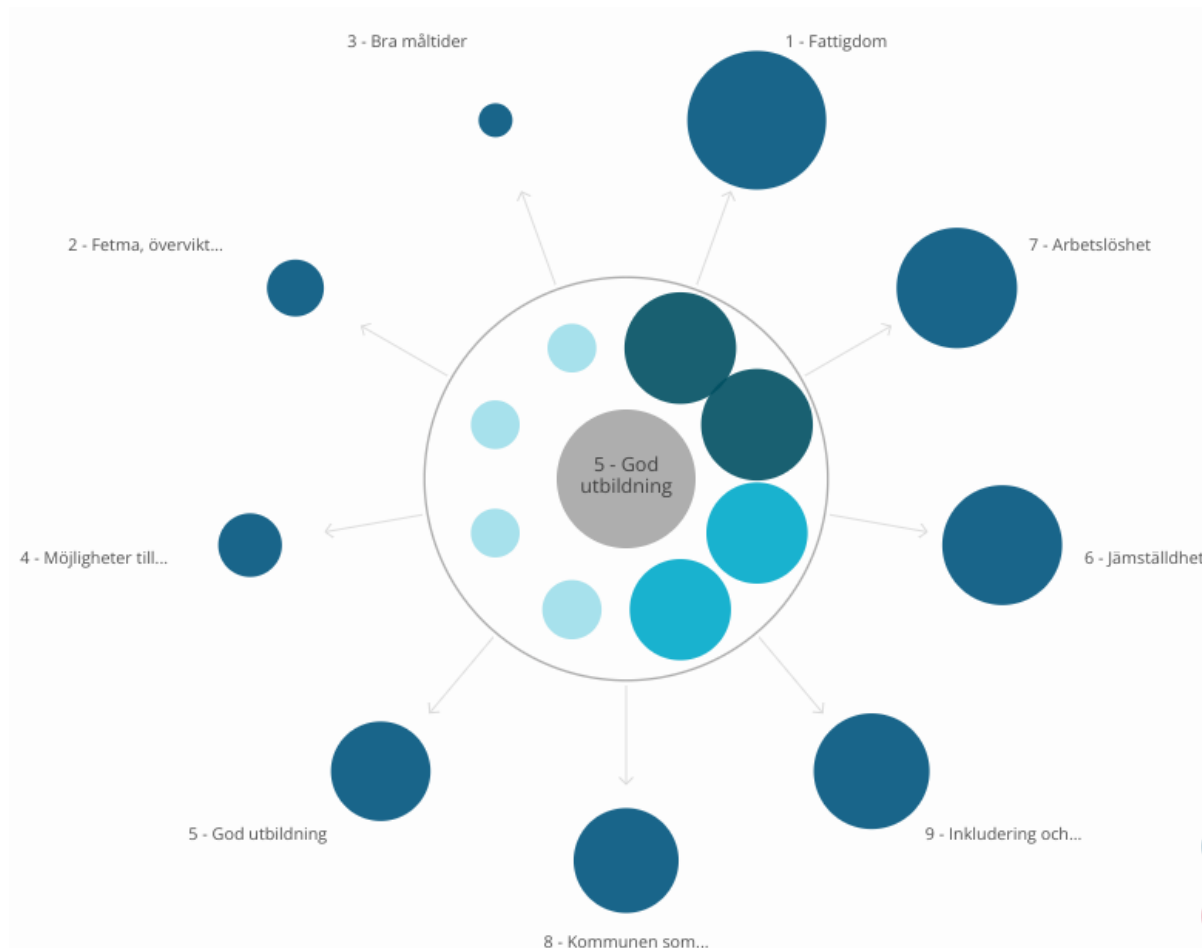 3 - Bra måltider
1 - Fattigdom
2 - Fetma, övervikt...
7 - Arbetslöshet
5 - God
utbildning
4 - Möjligheter till...
6 - Jämställdhet
5 - God utbildning
9 - Inkludering och...
8 - Kommunen som...